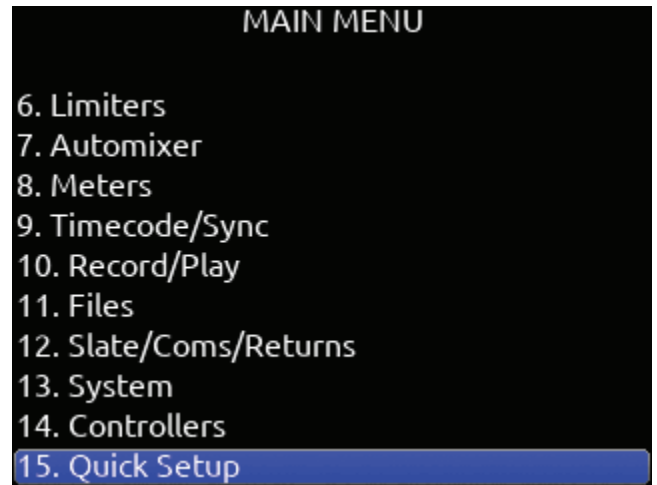 MAIN MENU
6. Limiters
7. Automixer
8. Meters
9. Timecode/Sync
10. Record/Play
11. Files
12. Slate/Coms/Returns
13. System
14. Controllers
15. Quick Setup